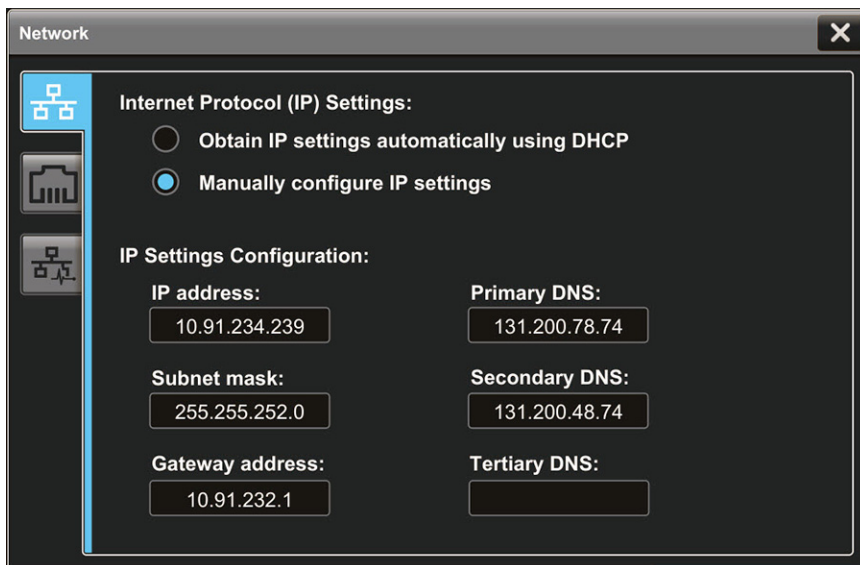 Network
Internet Protocol (IP) Settings:
Obtain IP settings automatically using DHCP
Manually configure IP settings
IP Settings Configuration:
IP address:
10.91.234.239
Primary DNS:
131.200.78.74
Subnet mask:
255.255.252.0
Secondary DNS:
131.200.48.74
Gateway address:
10.91.232.1
Tertiary DNS: